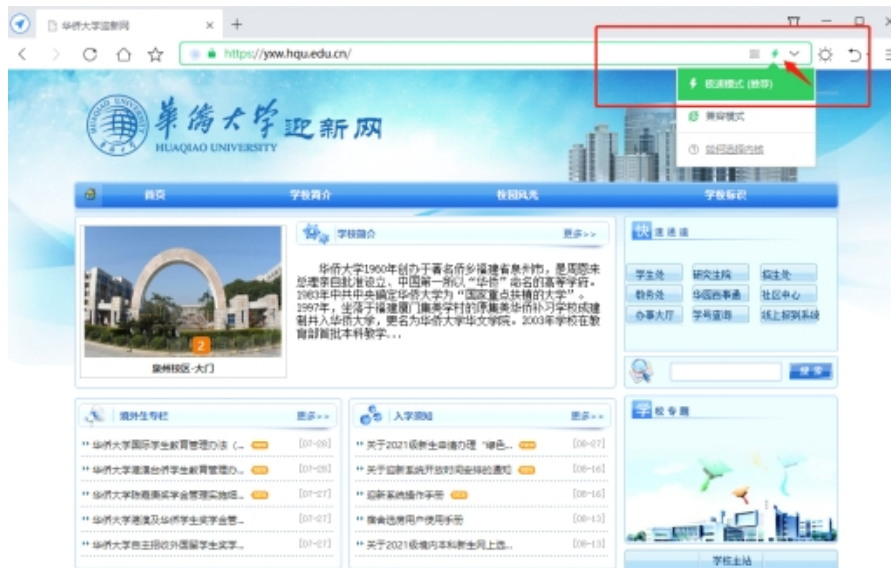 华侨大学迎新网
https://yxw.hqu.edu.cn/
极速模式 (推荐)
兼容模式
如何选择内核
華僑大學 迎新网
HUAQIAO UNIVERSITY
首页 学校简介 校园风光 学校标识
学校简介 更多>>
华侨大学1960年创办于著名侨乡福建省泉州市,是周恩来
总理亲自批准设立、中国第一所以“华侨”命名的高等学府。
1983年中共中央确定华侨大学为“国家重点扶植的大学”。
1997年,坐落于福建厦门集美学村的原集美华侨补习学校成建
制并入华侨大学,更名为华侨大学华文学院。2003年学校在教
育部首批本科教学...
2
泉州校区-大门
快速通道
学生处 研究生院 招生处
教务处 华园百事通 社区中心
办事大厅 学号查询 线上报到系统
搜索
境外生专栏 更多>>
华侨大学国际学生教育管理办法 (... [07-28]
华侨大学港澳台侨学生教育管理办... [07-28]
华侨大学陈嘉庚奖学金管理实施细... [07-27]
华侨大学港澳及华侨学生奖学金管... [07-27]
华侨大学自主招收外国留学生奖学... [07-27]
入学须知 更多>>
关于2021级新生申请办理“绿色... [08-27]
关于迎新系统开放时间安排的通知 [08-16]
迎新系统操作手册 [08-16]
宿舍选房用户使用手册 [08-13]
关于2021级境内本科新生网上选... [08-13]
学校专题
学校主站